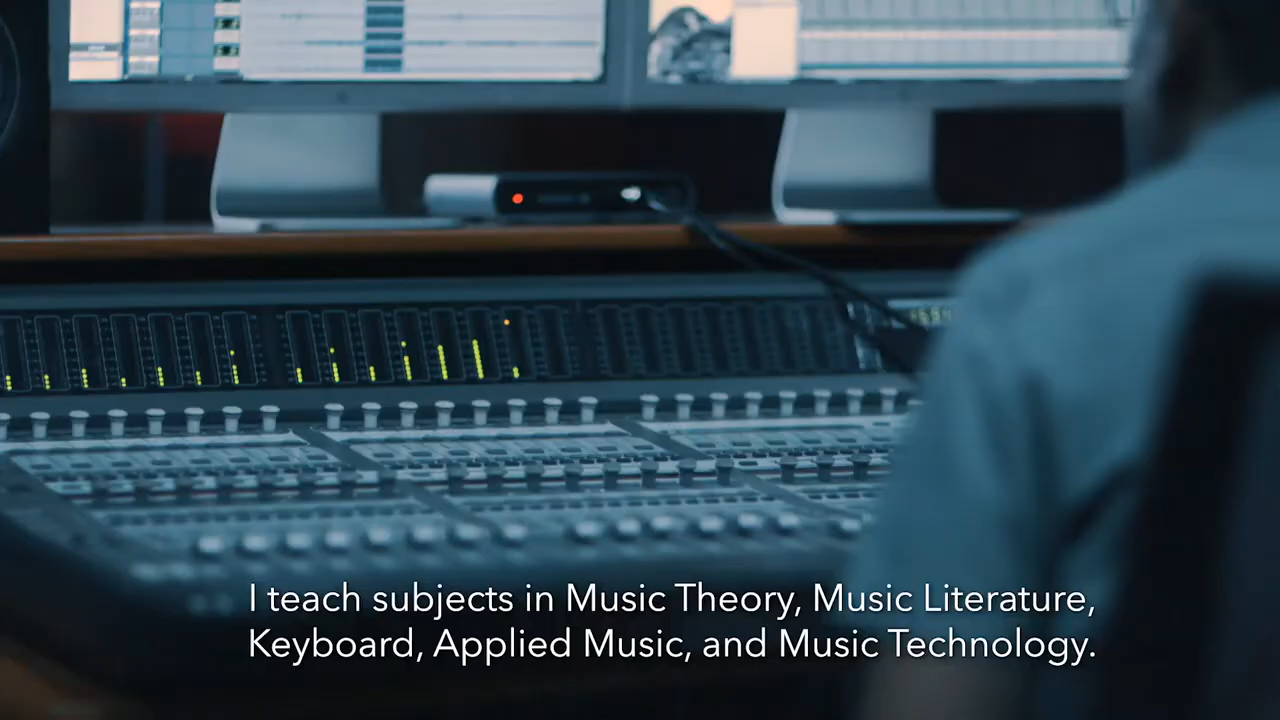 I teach subjects in Music Theory, Music Literature,
Keyboard, Applied Music, and Music Technology.